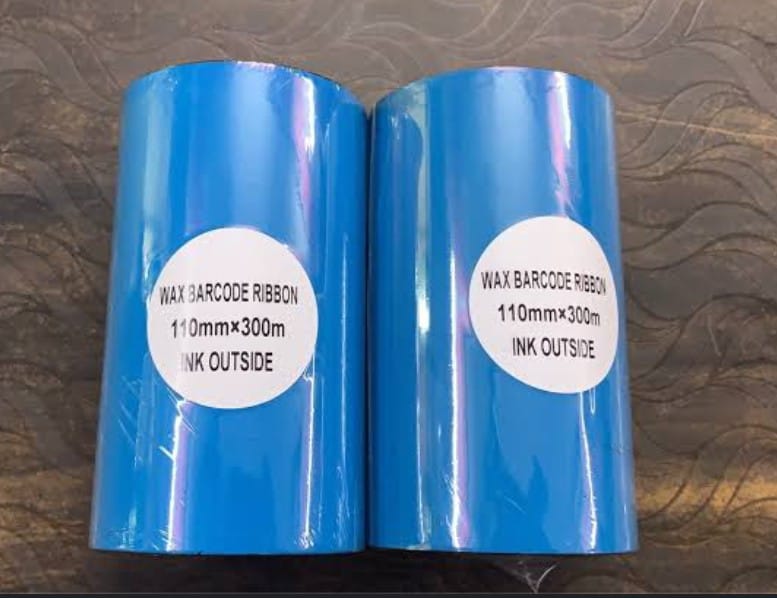 WAX BARCODE RIBBON
110mm×300m
INK OUTSIDE
WAX BARCODE RIBBON
110mm×300m
INK OUTSIDE